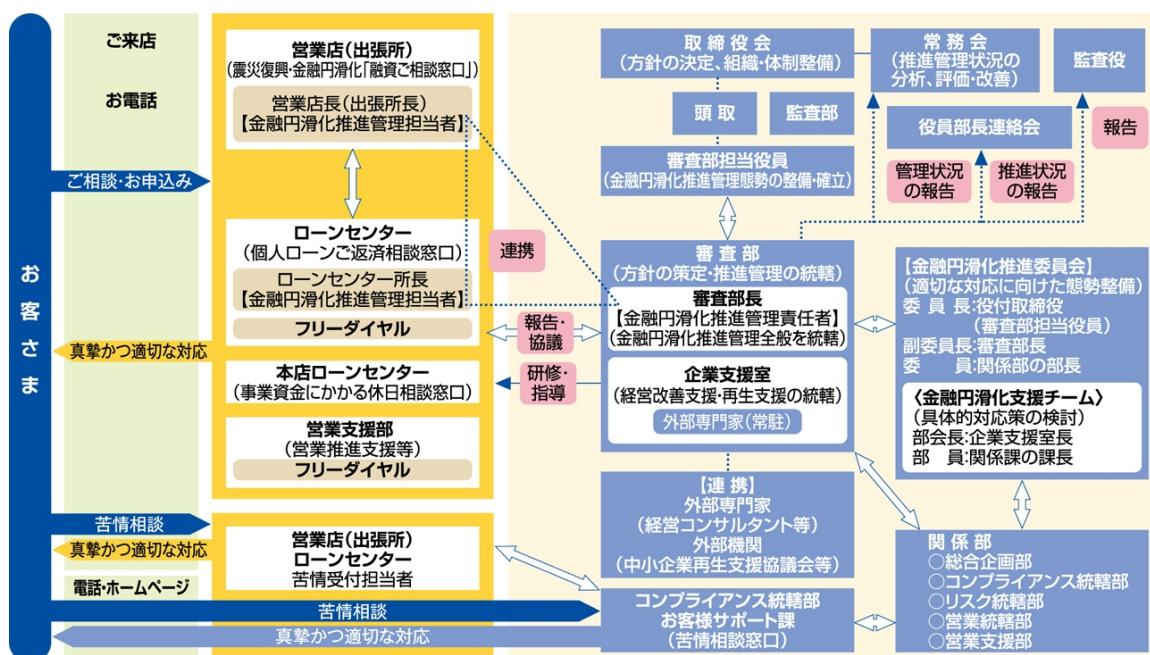 お客さま
ご来店
お電話
ご相談・お申込み
真摯かつ適切な対応
苦情相談
真摯かつ適切な対応
電話・ホームページ
苦情相談
真摯かつ適切な対応
営業店(出張所)
(震災復興・金融円滑化「融資ご相談窓口」)
営業店長(出張所長)
【金融円滑化推進管理担当者】
ローンセンター
(個人ローンご返済相談窓口)
ローンセンター所長
【金融円滑化推進管理担当者】
フリーダイヤル
本店ローンセンター
(事業資金にかかる休日相談窓口)
営業支援部
(営業推進支援等)
フリーダイヤル
営業店(出張所)
ローンセンター
苦情受付担当者
連携
報告・
協議
研修・
指導
取締役会
(方針の決定、組織・体制整備)
頭取
監査部
審査部担当役員
(金融円滑化推進管理態勢の整備・確立)
審査部
(方針の策定・推進管理の統轄)
審査部長
【金融円滑化推進管理責任者】
(金融円滑化推進管理全般を統轄)
企業支援室
(経営改善支援・再生支援の統轄)
外部専門家(常駐)
【連携】
外部専門家
(経営コンサルタント等)
外部機関
(中小企業再生支援協議会等)
コンプライアンス統轄部
お客様サポート課
(苦情相談窓口)
常務会
(推進管理状況の
分析、評価・改善)
監査役
役員部長連絡会
報告
管理状況
の報告
推進状況
の報告
【金融円滑化推進委員会】
(適切な対応に向けた態勢整備)
委員長:役付取締役
(審査部担当役員)
副委員長:審査部長
委　員:関係部の部長
〈金融円滑化支援チーム〉
(具体的対応策の検討)
部会長:企業支援室長
部　員:関係課の課長
関係部
○総合企画部
○コンプライアンス統轄部
○リスク統轄部
○営業統轄部
○営業支援部